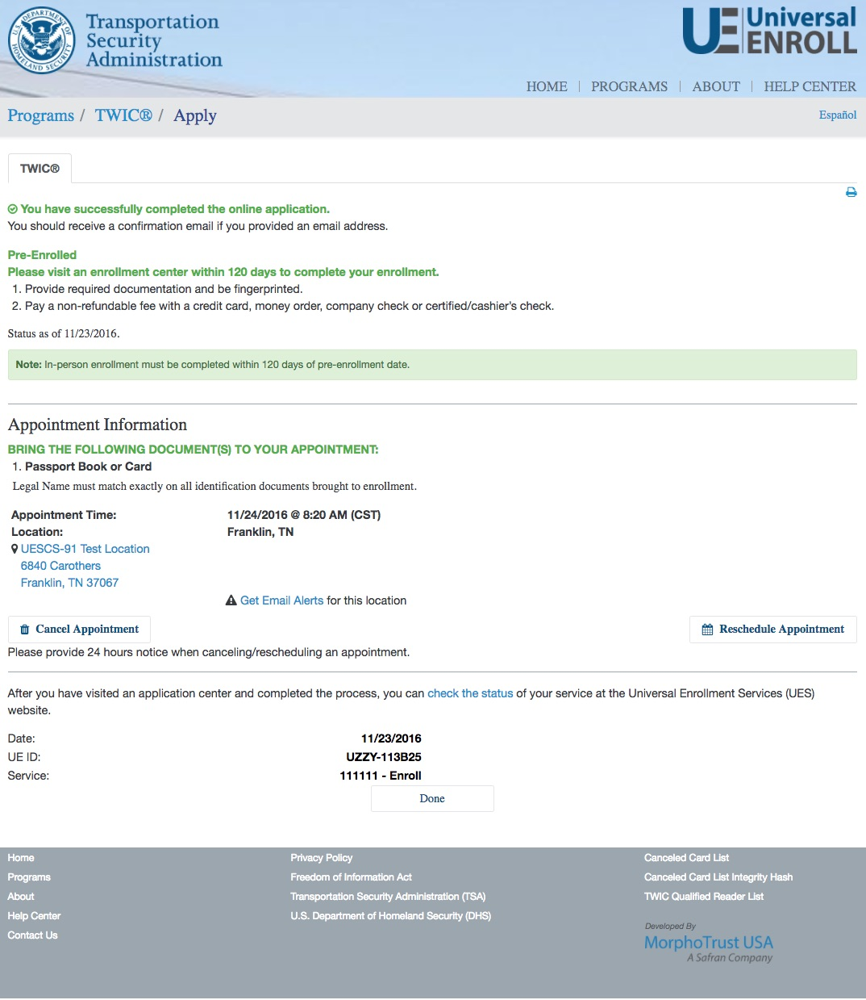 U.S. DEPARTMENT OF
HOMELAND SECURITY
Transportation
Security
Administration
UE Universal
ENROLL
HOME | PROGRAMS | ABOUT | HELP CENTER
Programs / TWIC® / Apply
Español
TWIC®
You have successfully completed the online application.
You should receive a confirmation email if you provided an email address.
Pre-Enrolled
Please visit an enrollment center within 120 days to complete your enrollment.
1. Provide required documentation and be fingerprinted.
2. Pay a non-refundable fee with a credit card, money order, company check or certified/cashier's check.
Status as of 11/23/2016.
Note: In-person enrollment must be completed within 120 days of pre-enrollment date.
Appointment Information
BRING THE FOLLOWING DOCUMENT(S) TO YOUR APPOINTMENT:
1. Passport Book or Card
Legal Name must match exactly on all identification documents brought to enrollment.
Appointment Time: 11/24/2016 @ 8:20 AM (CST)
Location: Franklin, TN
UESCS-91 Test Location
6840 Carothers
Franklin, TN 37067
Get Email Alerts for this location
Cancel Appointment
Reschedule Appointment
Please provide 24 hours notice when canceling/rescheduling an appointment.
After you have visited an application center and completed the process, you can check the status of your service at the Universal Enrollment Services (UES)
website.
Date: 11/23/2016
UE ID: UZZY-113B25
Service: 111111 - Enroll
Done
Home
Programs
About
Help Center
Contact Us
Privacy Policy
Freedom of Information Act
Transportation Security Administration (TSA)
U.S. Department of Homeland Security (DHS)
Canceled Card List
Canceled Card List Integrity Hash
TWIC Qualified Reader List
Developed By
MorphoTrust USA
A Safran Company